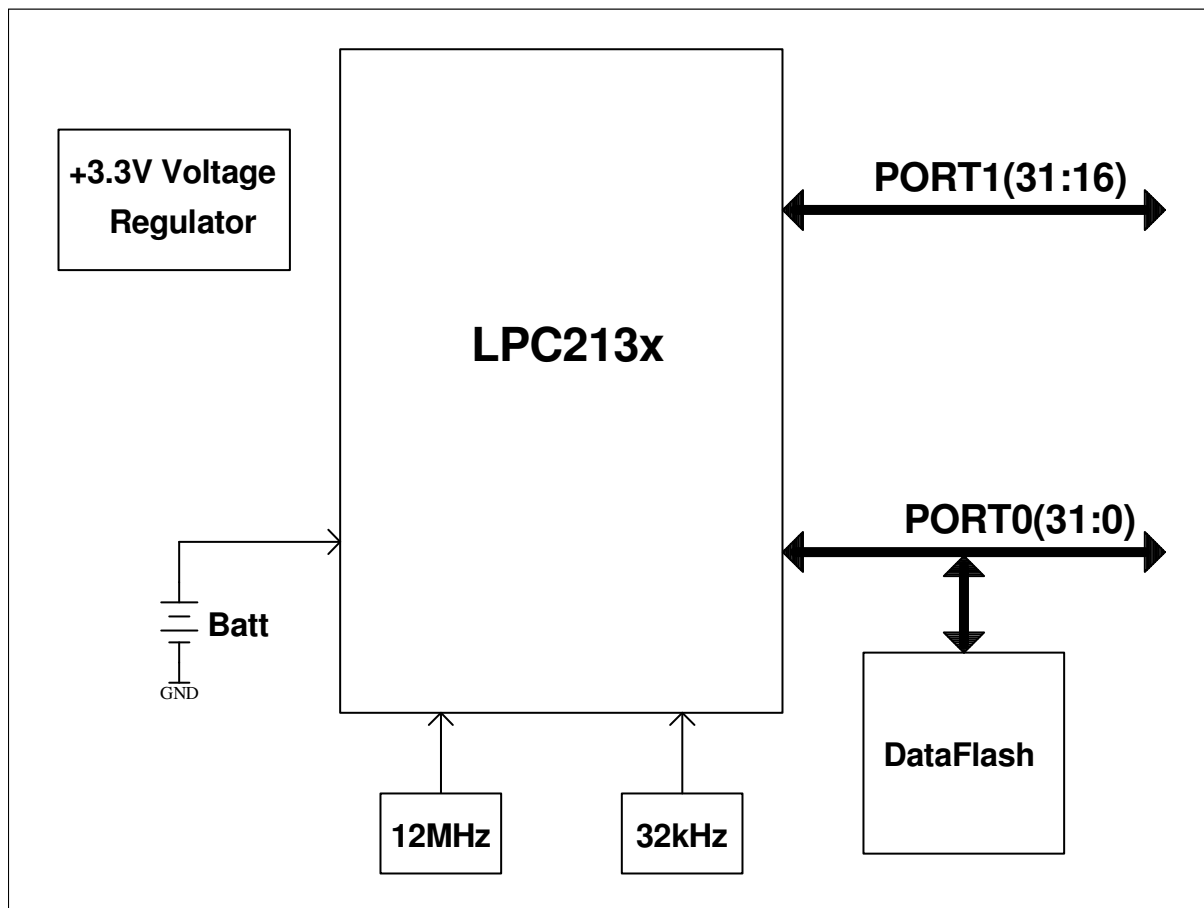 +3.3V Voltage
Regulator
PORT1(31:16)
LPC213x
PORT0(31:0)
Batt
GND
DataFlash
12MHz
32kHz